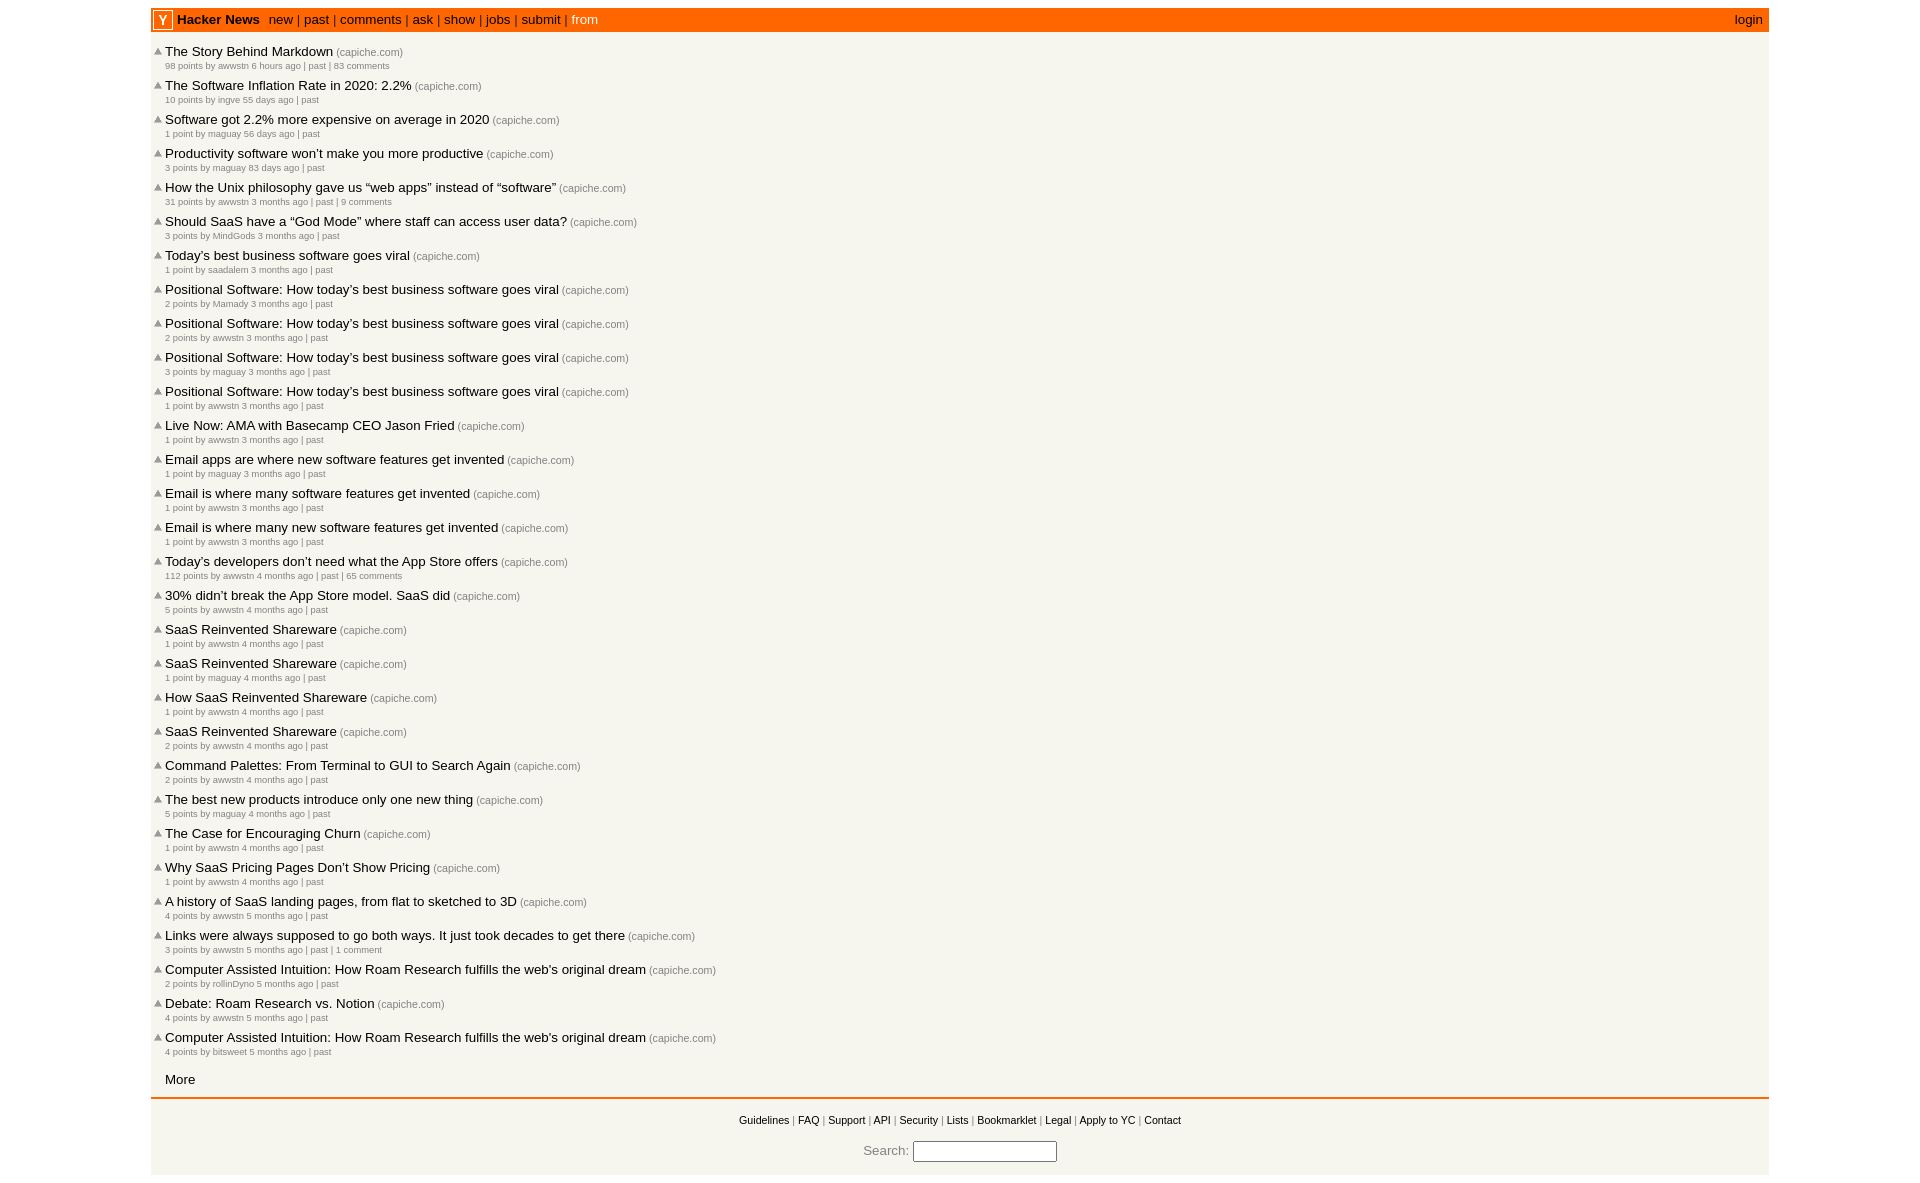 Y Hacker News new | past | comments | ask | show | jobs | submit | from login
The Story Behind Markdown (capiche.com)
98 points by awwstn 6 hours ago | past | 83 comments
The Software Inflation Rate in 2020: 2.2% (capiche.com)
10 points by ingve 55 days ago | past
Software got 2.2% more expensive on average in 2020 (capiche.com)
1 point by maguay 56 days ago | past
Productivity software won’t make you more productive (capiche.com)
3 points by maguay 83 days ago | past
How the Unix philosophy gave us “web apps” instead of “software” (capiche.com)
31 points by awwstn 3 months ago | past | 9 comments
Should SaaS have a “God Mode” where staff can access user data? (capiche.com)
3 points by MindGods 3 months ago | past
Today’s best business software goes viral (capiche.com)
1 point by saadalem 3 months ago | past
Positional Software: How today’s best business software goes viral (capiche.com)
2 points by Mamady 3 months ago | past
Positional Software: How today’s best business software goes viral (capiche.com)
2 points by awwstn 3 months ago | past
Positional Software: How today’s best business software goes viral (capiche.com)
3 points by maguay 3 months ago | past
Positional Software: How today’s best business software goes viral (capiche.com)
1 point by awwstn 3 months ago | past
Live Now: AMA with Basecamp CEO Jason Fried (capiche.com)
1 point by awwstn 3 months ago | past
Email apps are where new software features get invented (capiche.com)
1 point by maguay 3 months ago | past
Email is where many software features get invented (capiche.com)
1 point by awwstn 3 months ago | past
Email is where many new software features get invented (capiche.com)
1 point by awwstn 3 months ago | past
Today’s developers don’t need what the App Store offers (capiche.com)
112 points by awwstn 4 months ago | past | 65 comments
30% didn’t break the App Store model. SaaS did (capiche.com)
5 points by awwstn 4 months ago | past
SaaS Reinvented Shareware (capiche.com)
1 point by awwstn 4 months ago | past
SaaS Reinvented Shareware (capiche.com)
1 point by maguay 4 months ago | past
How SaaS Reinvented Shareware (capiche.com)
1 point by awwstn 4 months ago | past
SaaS Reinvented Shareware (capiche.com)
2 points by awwstn 4 months ago | past
Command Palettes: From Terminal to GUI to Search Again (capiche.com)
2 points by awwstn 4 months ago | past
The best new products introduce only one new thing (capiche.com)
5 points by maguay 4 months ago | past
The Case for Encouraging Churn (capiche.com)
1 point by awwstn 4 months ago | past
Why SaaS Pricing Pages Don’t Show Pricing (capiche.com)
1 point by awwstn 4 months ago | past
A history of SaaS landing pages, from flat to sketched to 3D (capiche.com)
4 points by awwstn 5 months ago | past
Links were always supposed to go both ways. It just took decades to get there (capiche.com)
3 points by awwstn 5 months ago | past | 1 comment
Computer Assisted Intuition: How Roam Research fulfills the web's original dream (capiche.com)
2 points by rollinDyno 5 months ago | past
Debate: Roam Research vs. Notion (capiche.com)
4 points by awwstn 5 months ago | past
Computer Assisted Intuition: How Roam Research fulfills the web's original dream (capiche.com)
4 points by bitsweet 5 months ago | past
More
Guidelines | FAQ | Support | API | Security | Lists | Bookmarklet | Legal | Apply to YC | Contact
Search: